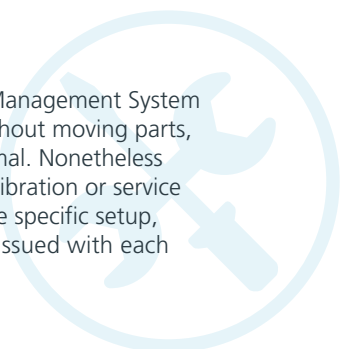 Management System
hout moving parts,
nal. Nonetheless
ibration or service
e specific setup,
issued with each